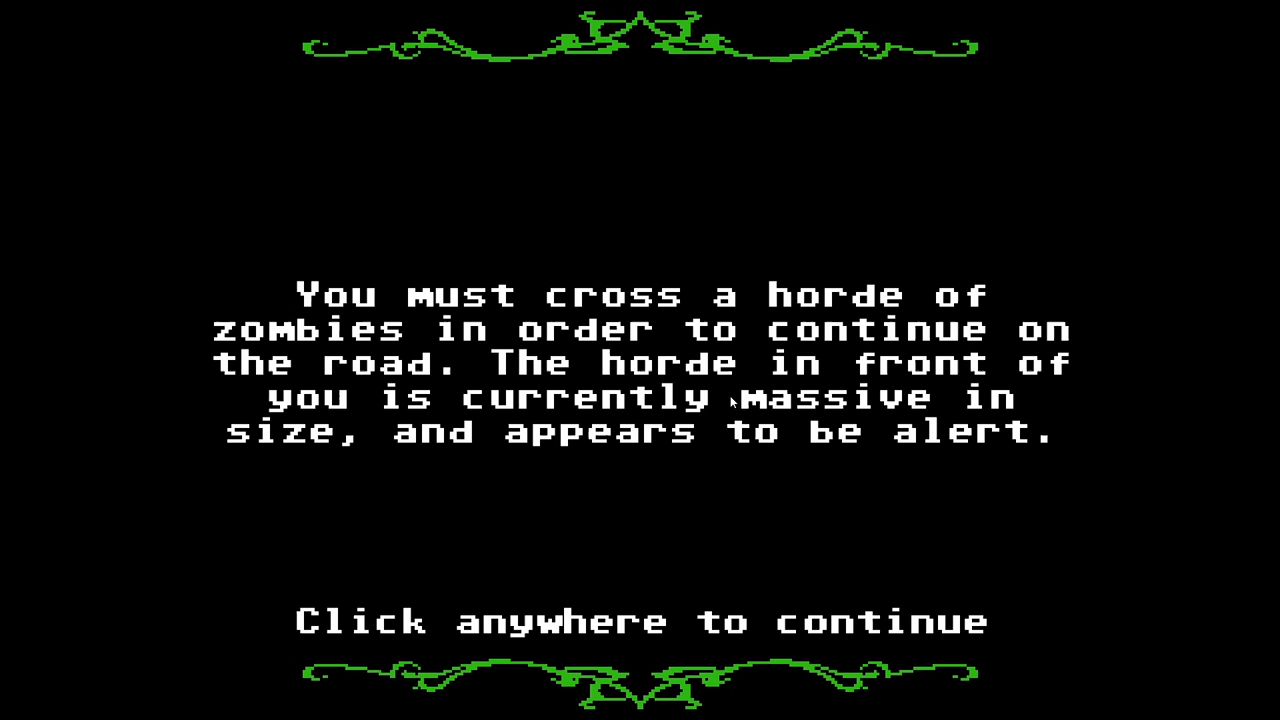 You must cross a horde of
zombies in order to continue on
the road. The horde in front of
you is currently massive in
size, and appears to be alert.
Click anywhere to continue